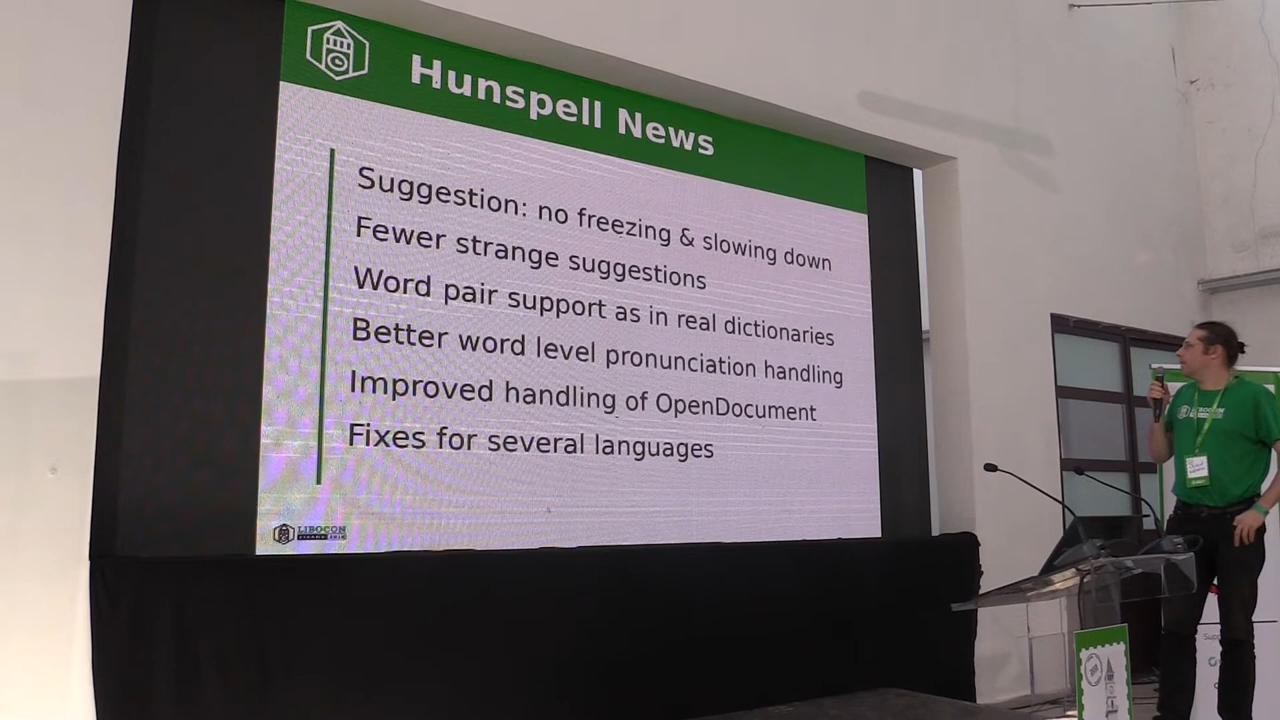 Hunspell News
Suggestion: no freezing & slowing down
Fewer strange suggestions
Word pair support as in real dictionaries
Better word level pronunciation handling
Improved handling of OpenDocument
Fixes for several languages
LIBOCON
LIBOCON